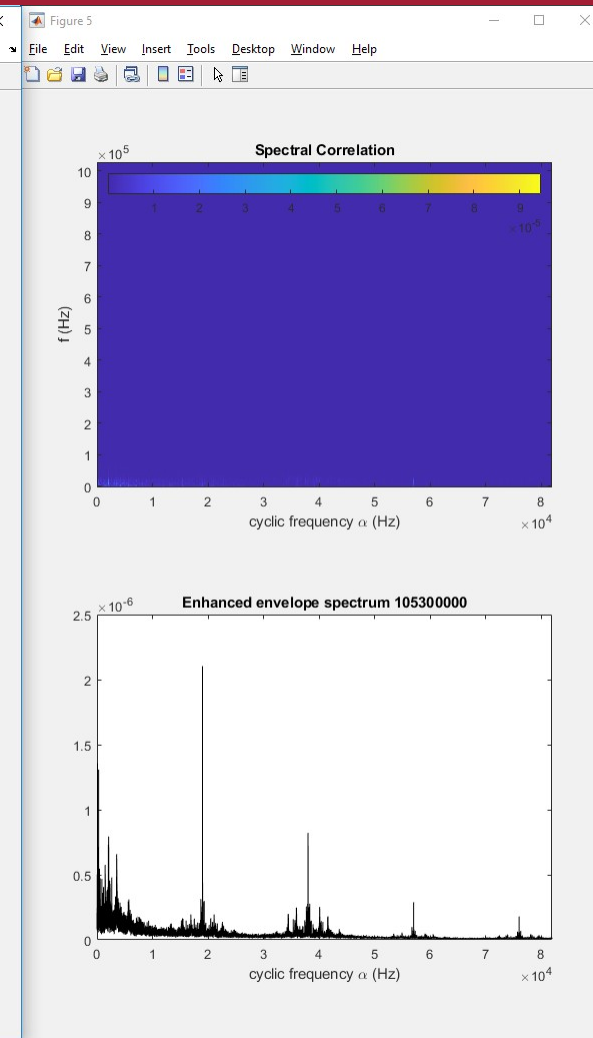 Figure 5
File Edit View Insert Tools Desktop Window Help
Spectral Correlation
×10^5
10
1 2 3 4 5 6 7 8 9
×10^-5
9
8
7
6
5
4
3
2
1
0
f (Hz)
0 1 2 3 4 5 6 7 8
cyclic frequency α (Hz)
×10^4
Enhanced envelope spectrum 105300000
×10^-6
2.5
2
1.5
1
0.5
0
0 1 2 3 4 5 6 7 8
cyclic frequency α (Hz)
×10^4